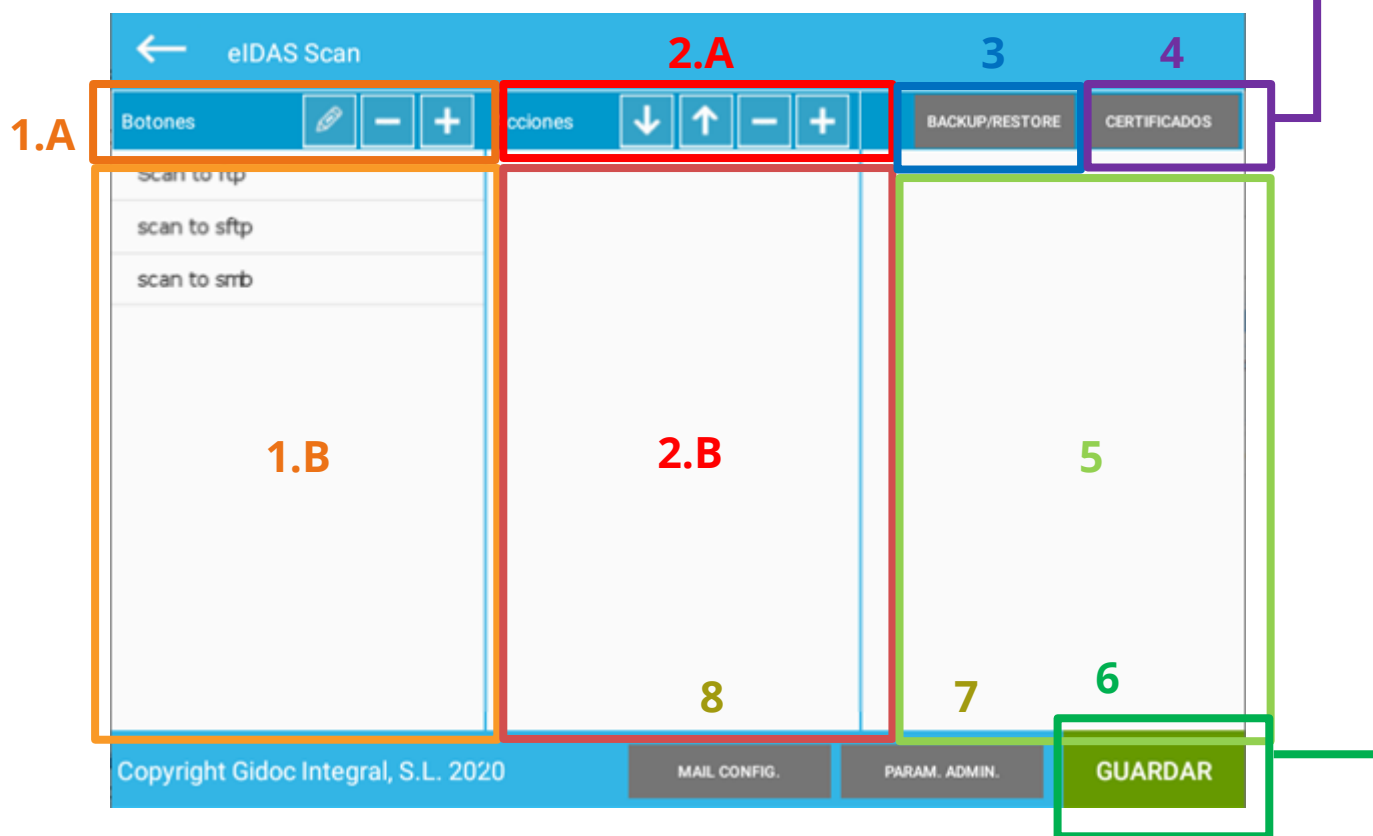 eIDAS Scan
2.A
3
4
1.A
Botones
cciones
BACKUP/RESTORE
CERTIFICADOS
scan to ftp
scan to sftp
scan to smb
1.B
2.B
5
6
8
7
Copyright Gidoc Integral, S.L. 2020
MAIL CONFIG.
PARAM. ADMIN.
GUARDAR